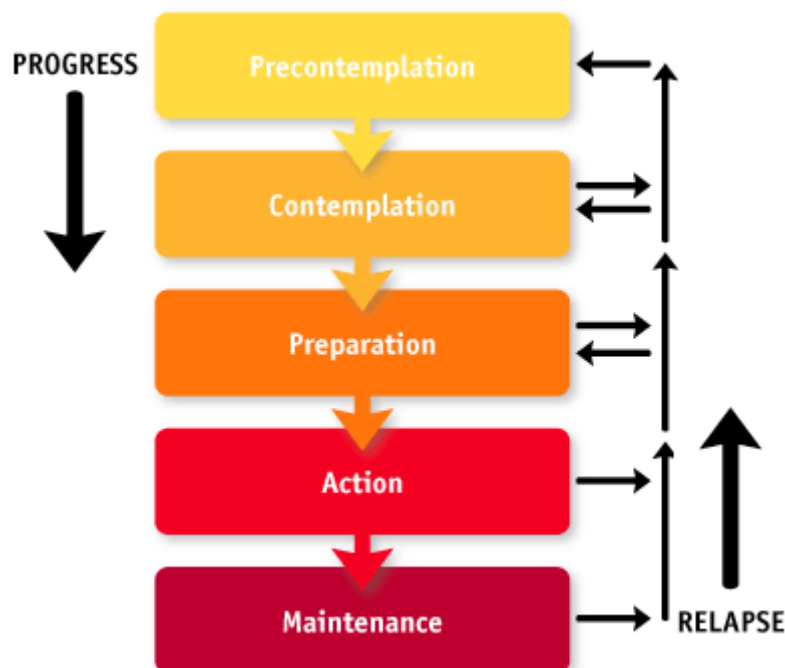 PROGRESS
Precontemplation
Contemplation
Preparation
Action
Maintenance
RELAPSE